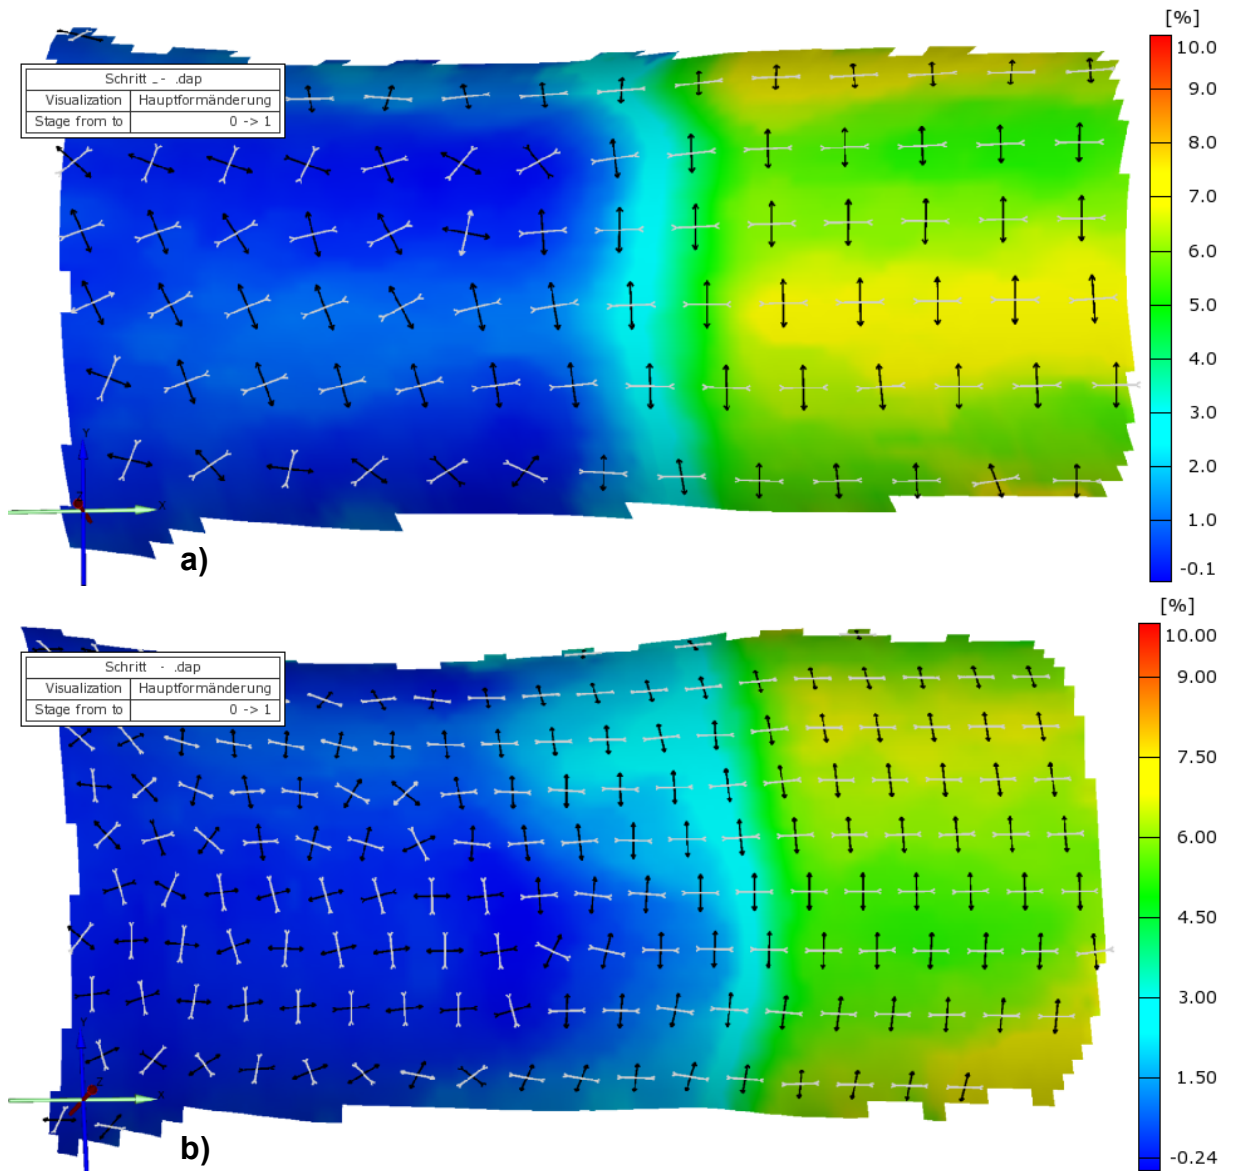 [%]
10.0
9.0
8.0
7.0
6.0
5.0
4.0
3.0
2.0
1.0
-0.1
Schritt _ - .dap
Visualization Hauptformänderung
Stage from to 0 -> 1
Y
Z
X
a)
[%]
10.00
9.00
7.50
6.00
4.50
3.00
1.50
-0.24
Schritt - .dap
Visualization Hauptformänderung
Stage from to 0 -> 1
Y
Z
X
b)